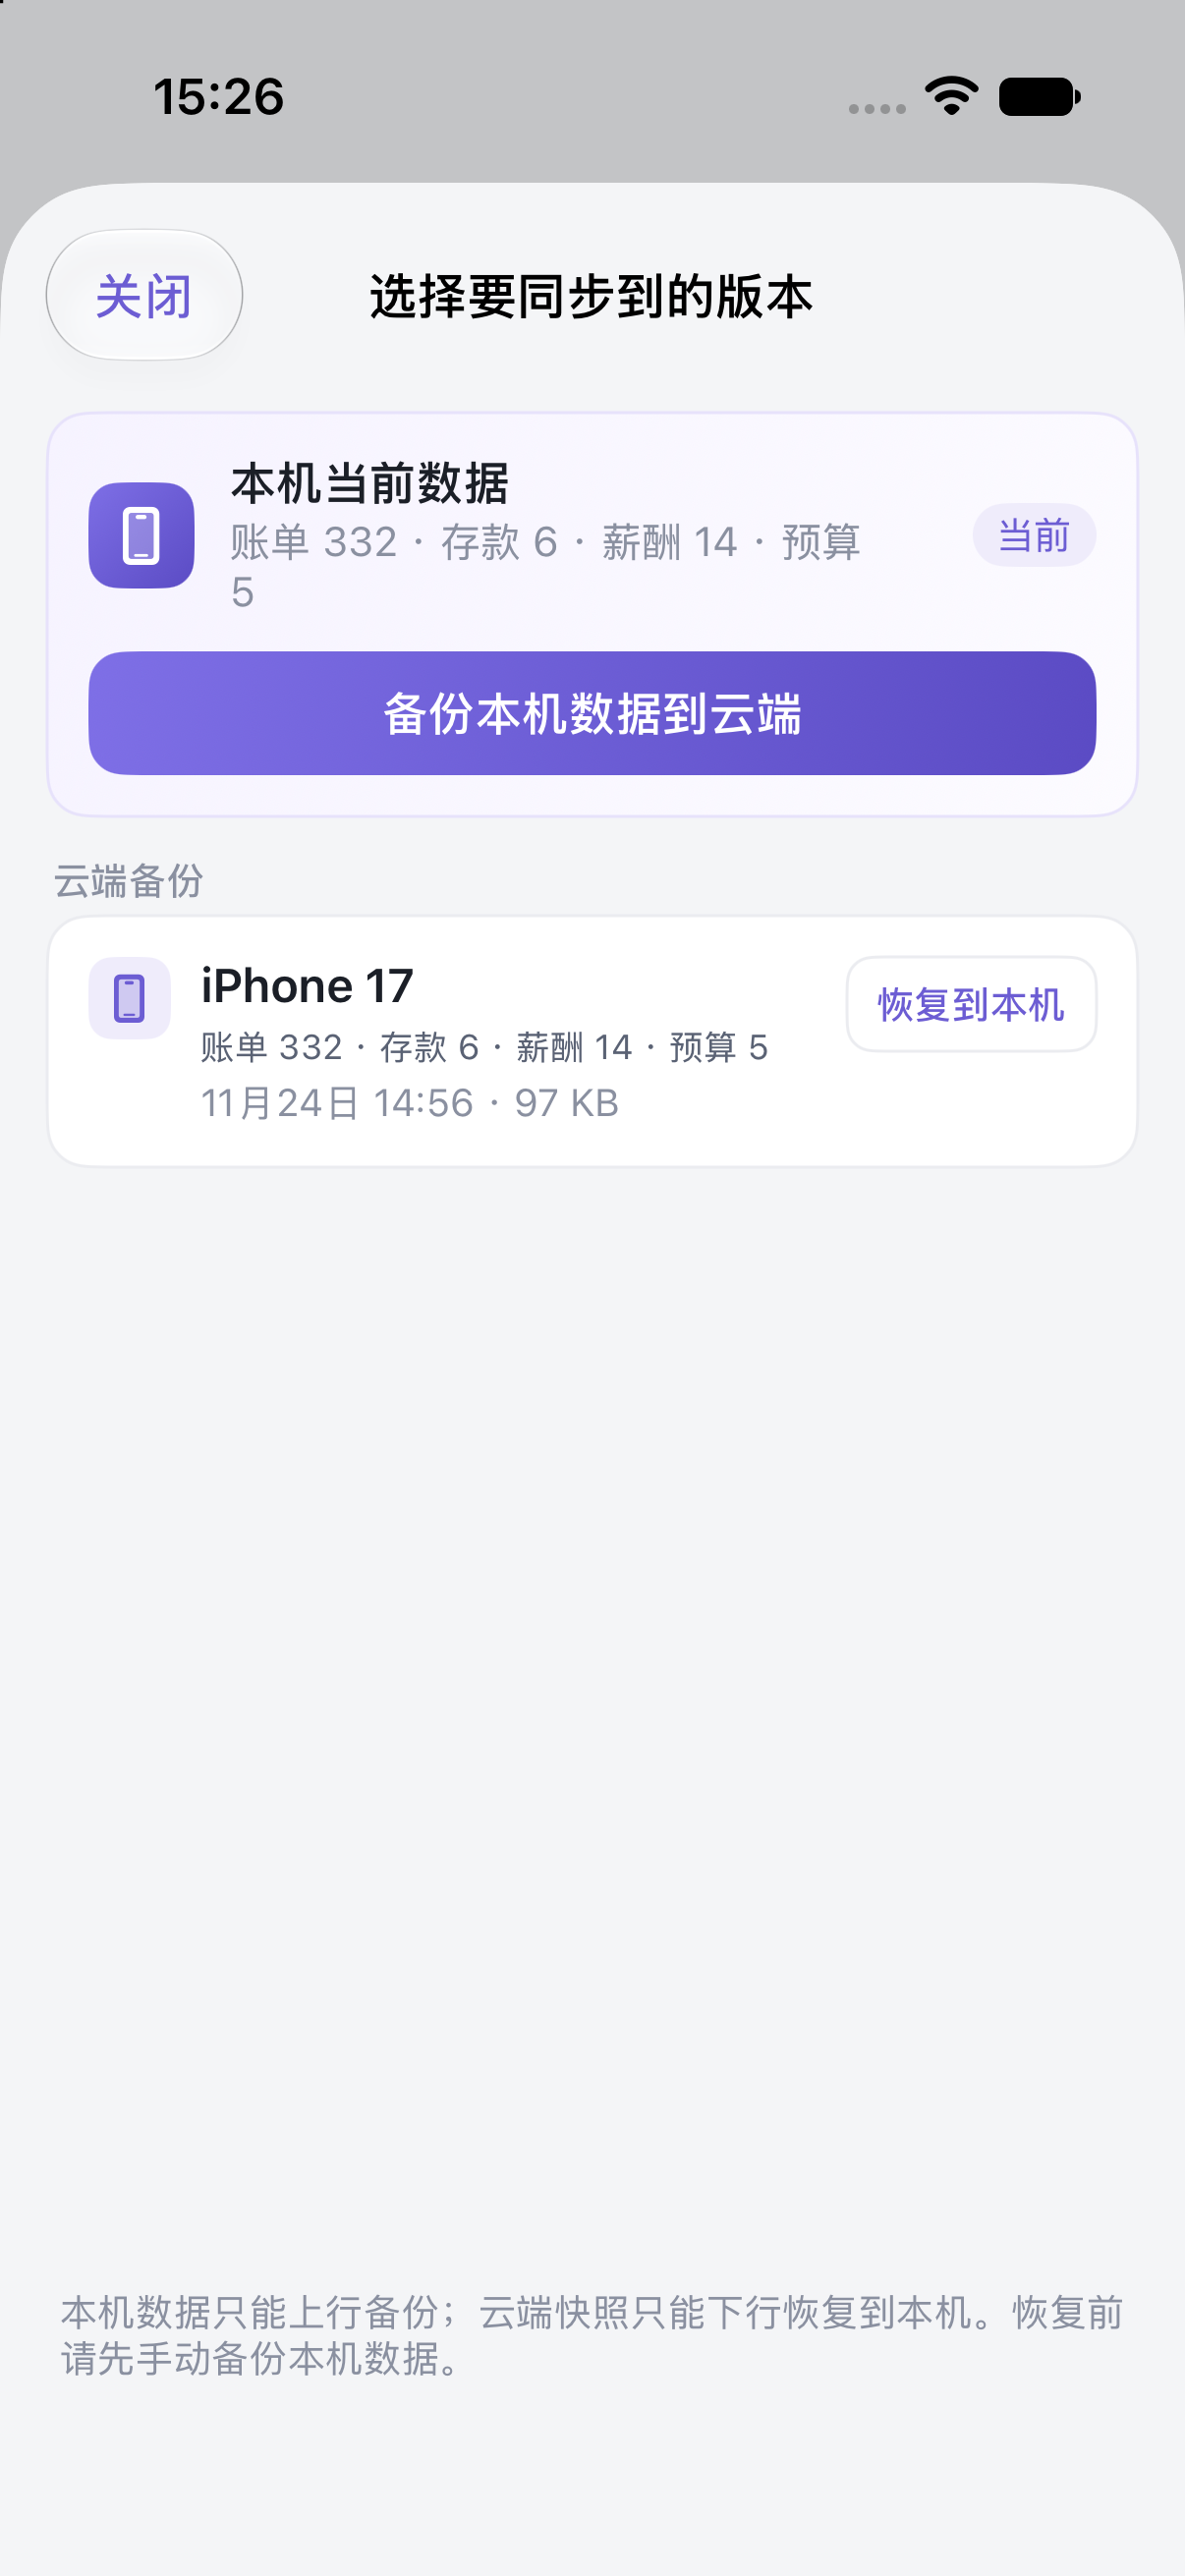 15:26
关闭
选择要同步到的版本
本机当前数据
账单 332 · 存款 6 · 薪酬 14 · 预算
5
当前
备份本机数据到云端
云端备份
iPhone 17
恢复到本机
账单 332 · 存款 6 · 薪酬 14 · 预算 5
11月24日 14:56 · 97 KB
本机数据只能上行备份；云端快照只能下行恢复到本机。恢复前
请先手动备份本机数据。